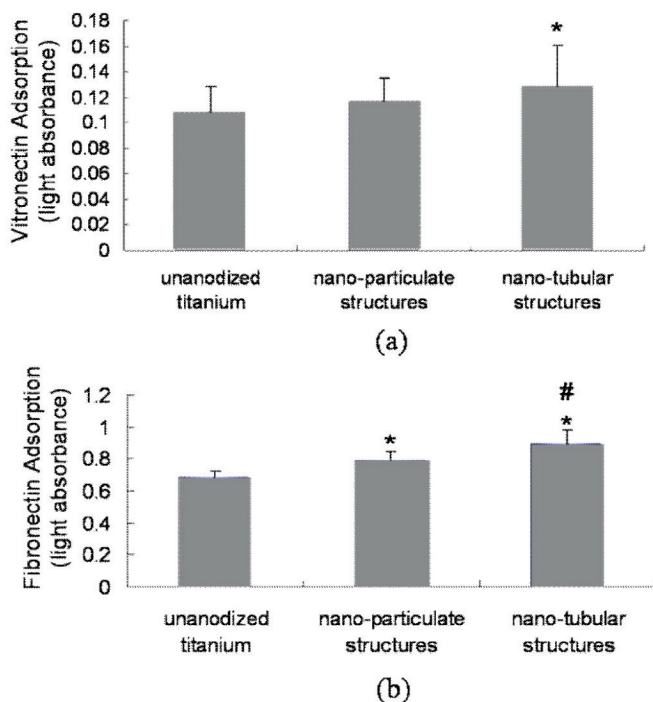 Vitronectin Adsorption
(light absorbance)
0.18
0.16
0.14
0.12
0.1
0.08
0.06
0.04
0.02
0
*
unanodized
titanium
nano-particulate
structures
nano-tubular
structures
(a)
Fibronectin Adsorption
(light absorbance)
1.2
1
0.8
0.6
0.4
0.2
0
*
#
*
unanodized
titanium
nano-particulate
structures
nano-tubular
structures
(b)